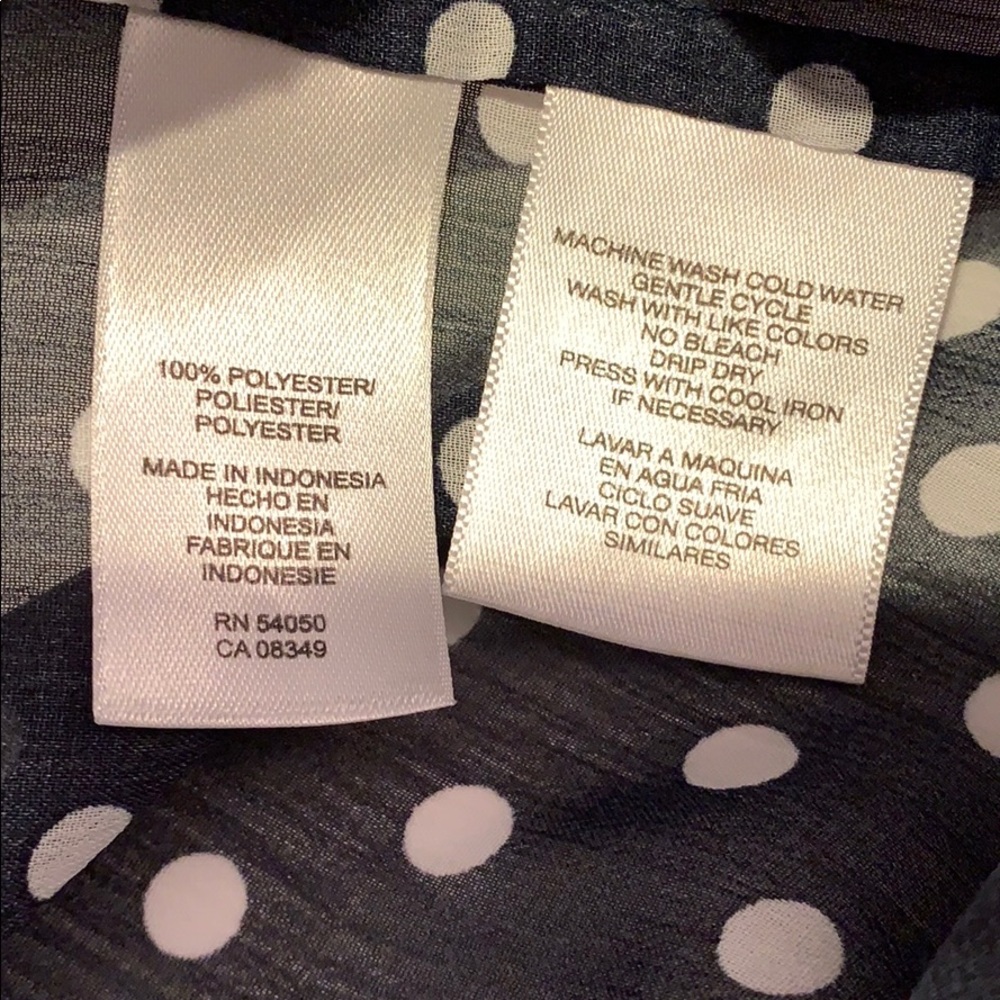 100% POLYESTER/
POLIESTER/
POLYESTER
MADE IN INDONESIA
HECHO EN
INDONESIA
FABRIQUE EN
INDONESIE
RN 54050
CA 08349
MACHINE WASH COLD WATER
GENTLE CYCLE
WASH WITH LIKE COLORS
NO BLEACH
DRIP DRY
PRESS WITH COOL IRON
IF NECESSARY
LAVAR A MAQUINA
EN AGUA FRIA
CICLO SUAVE
LAVAR CON COLORES
SIMILARES